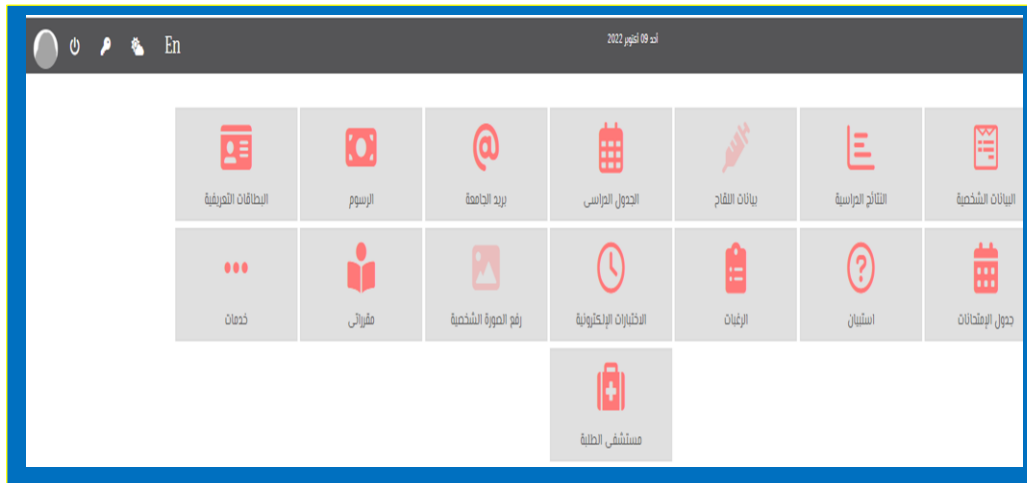 En
أحد 09 أكتوبر 2022
البيانات الشخصية
النتائج الدراسية
بيانات اللقاح
الجدول الدراسى
بريد الجامعة
الرسوم
البطاقات التعريفية
جدول الإمتحانات
استبيان
الرغبات
الاختبارات الإلكترونية
رفع الصورة الشخصية
مقرراتى
خدمات
مستشفى الطلبة